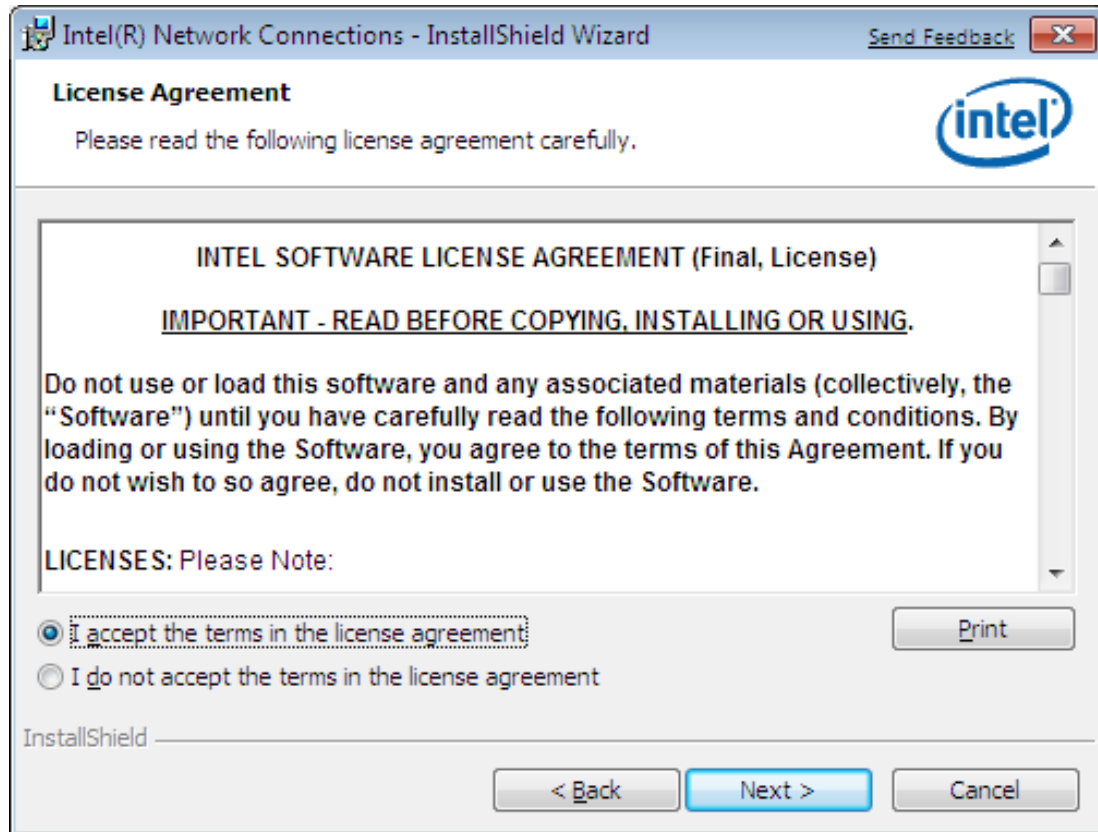 Intel(R) Network Connections - InstallShield Wizard
Send Feedback
License Agreement
Please read the following license agreement carefully.
intel
INTEL SOFTWARE LICENSE AGREEMENT (Final, License)
IMPORTANT - READ BEFORE COPYING, INSTALLING OR USING.
Do not use or load this software and any associated materials (collectively, the
“Software”) until you have carefully read the following terms and conditions. By
loading or using the Software, you agree to the terms of this Agreement. If you
do not wish to so agree, do not install or use the Software.
LICENSES: Please Note:
I accept the terms in the license agreement
Print
I do not accept the terms in the license agreement
InstallShield
< Back
Next >
Cancel